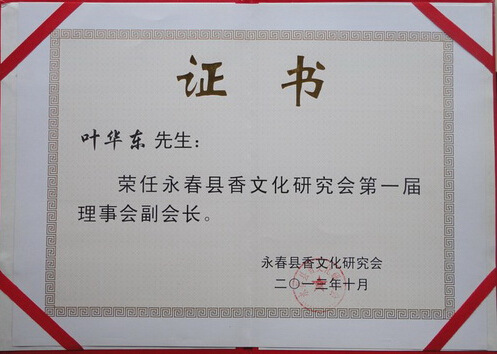 证书
叶华东 先生：
荣任永春县香文化研究会第一届
理事会副会长。
永春县香文化研究会
二〇一三年十月